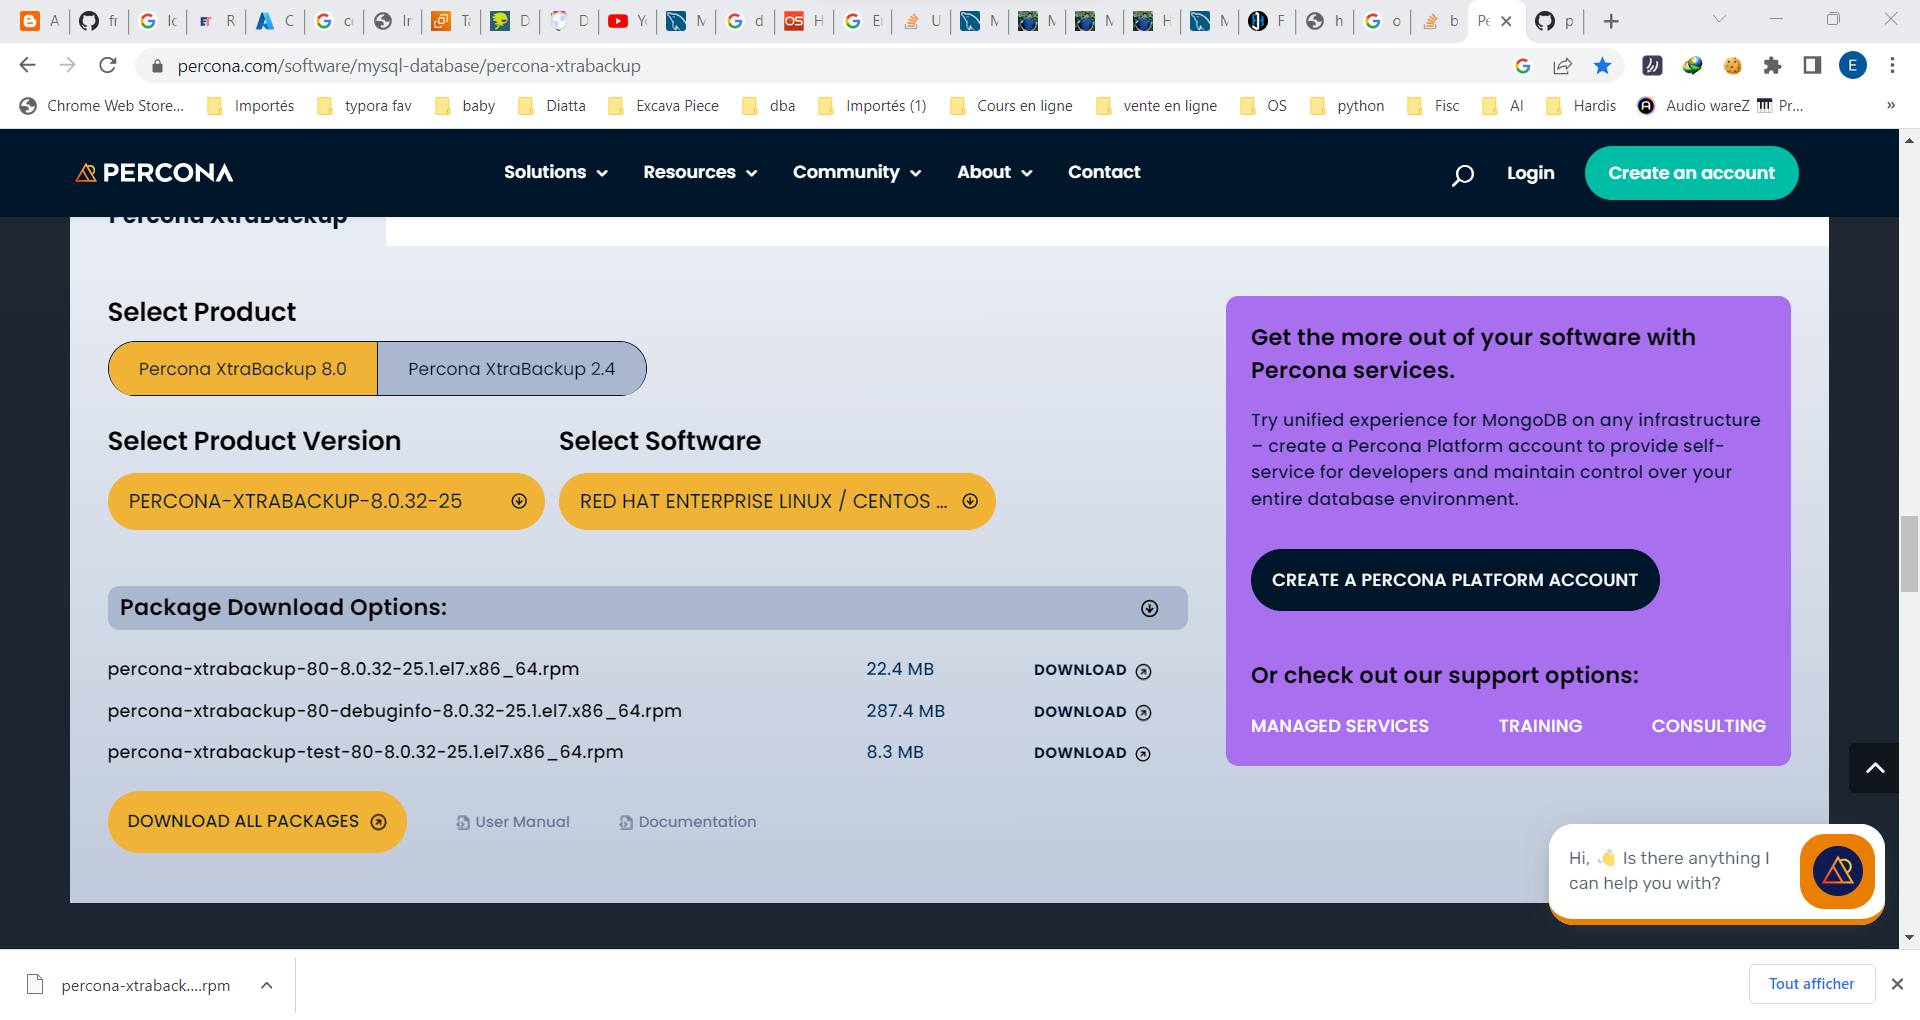 percona.com/software/mysql-database/percona-xtrabackup
E
Chrome Web Store...
Importés
typora fav
baby
Diatta
Excava Piece
dba
Importés (1)
Cours en ligne
vente en ligne
OS
python
Fisc
AI
Hardis
Audio wareZ
Pr...
»
PERCONA
Solutions
Resources
Community
About
Contact
Login
Create an account
Percona XtraBackup
Select Product
Percona XtraBackup 8.0
Percona XtraBackup 2.4
Select Product Version
Select Software
PERCONA-XTRABACKUP-8.0.32-25
RED HAT ENTERPRISE LINUX / CENTOS ...
Package Download Options:
percona-xtrabackup-80-8.0.32-25.1.el7.x86_64.rpm 22.4 MB DOWNLOAD
percona-xtrabackup-80-debuginfo-8.0.32-25.1.el7.x86_64.rpm 287.4 MB DOWNLOAD
percona-xtrabackup-test-80-8.0.32-25.1.el7.x86_64.rpm 8.3 MB DOWNLOAD
DOWNLOAD ALL PACKAGES
User Manual
Documentation
Get the more out of your software with
Percona services.
Try unified experience for MongoDB on any infrastructure
– create a Percona Platform account to provide self-
service for developers and maintain control over your
entire database environment.
CREATE A PERCONA PLATFORM ACCOUNT
Or check out our support options:
MANAGED SERVICES
TRAINING
CONSULTING
Hi, 👋 Is there anything I
can help you with?
percona-xtraback....rpm
Tout afficher